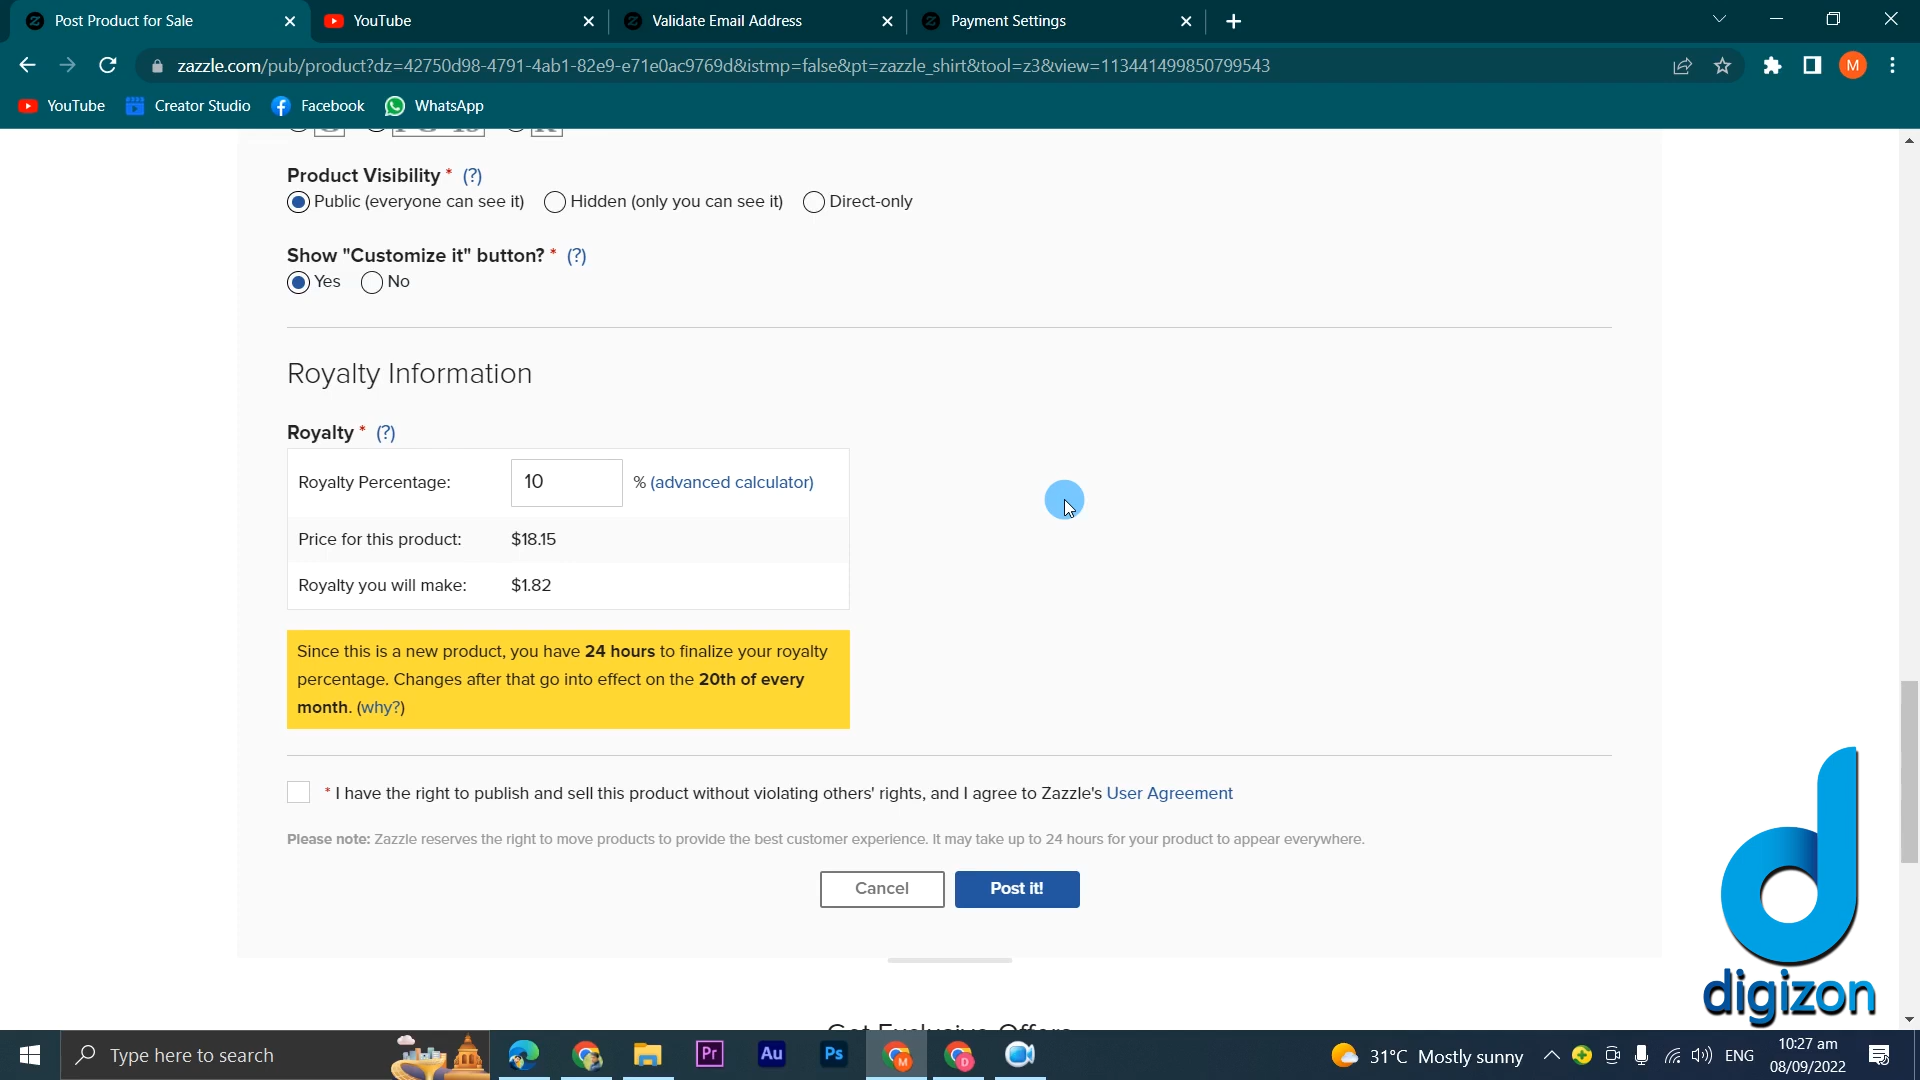 Post Product for Sale
YouTube
Validate Email Address
Payment Settings
zazzle.com/pub/product?dz=42750d98-4791-4ab1-82e9-e71e0ac9769d&istmp=false&pt=zazzle_shirt&tool=z3&view=113441499850799543
M
YouTube
Creator Studio
Facebook
WhatsApp
Product Visibility * (?)
Public (everyone can see it)
Hidden (only you can see it)
Direct-only
Show "Customize it" button? * (?)
Yes
No
Royalty Information
Royalty * (?)
Royalty Percentage: 10 % (advanced calculator)
Price for this product: $18.15
Royalty you will make: $1.82
Since this is a new product, you have 24 hours to finalize your royalty
percentage. Changes after that go into effect on the 20th of every
month. (why?)
* I have the right to publish and sell this product without violating others' rights, and I agree to Zazzle's User Agreement
Please note: Zazzle reserves the right to move products to provide the best customer experience. It may take up to 24 hours for your product to appear everywhere.
Cancel
Post it!
digizon
Get Exclusive Offers
Type here to search
Pr
Au
Ps
31°C Mostly sunny
ENG
10:27 am
08/09/2022